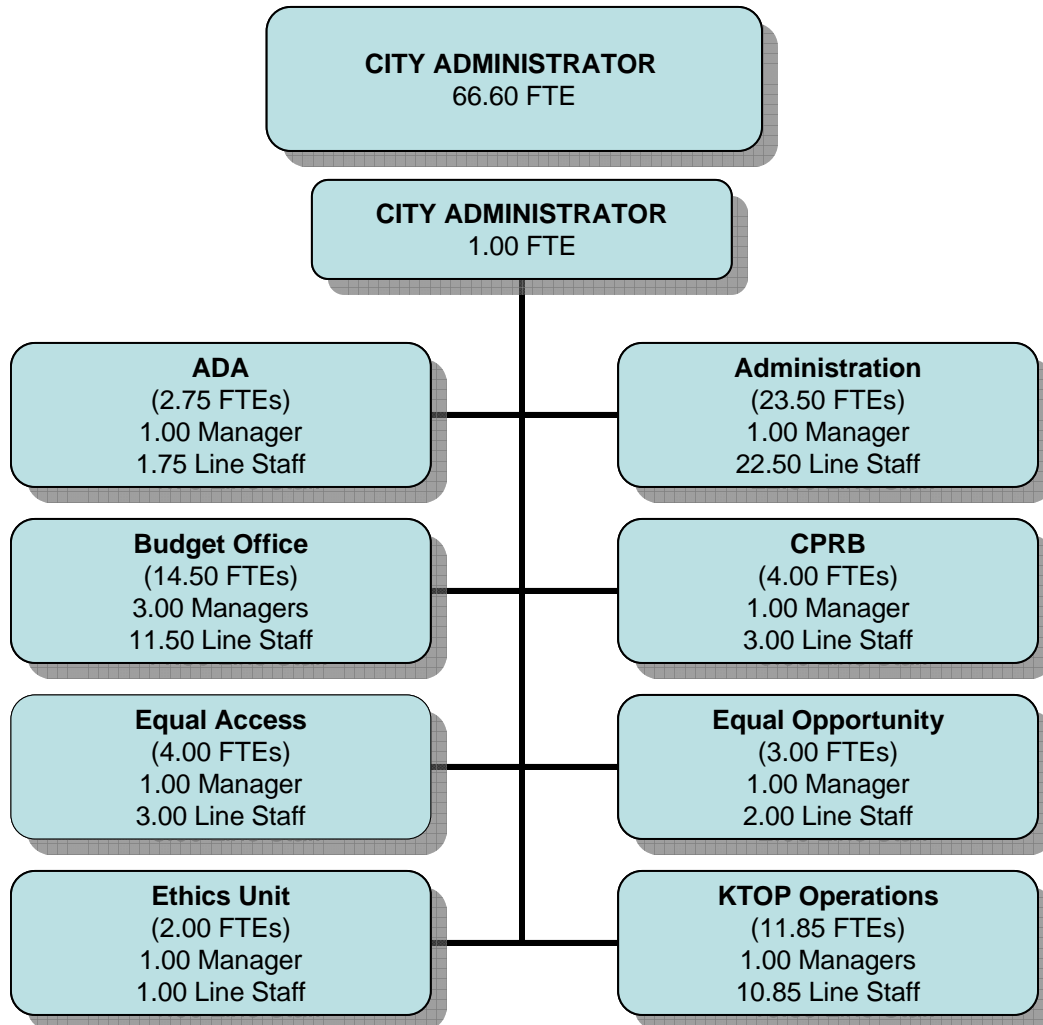 CITY ADMINISTRATOR
66.60 FTE
CITY ADMINISTRATOR
1.00 FTE
ADA
(2.75 FTEs)
1.00 Manager
1.75 Line Staff
Administration
(23.50 FTEs)
1.00 Manager
22.50 Line Staff
Budget Office
(14.50 FTEs)
3.00 Managers
11.50 Line Staff
CPRB
(4.00 FTEs)
1.00 Manager
3.00 Line Staff
Equal Access
(4.00 FTEs)
1.00 Manager
3.00 Line Staff
Equal Opportunity
(3.00 FTEs)
1.00 Manager
2.00 Line Staff
Ethics Unit
(2.00 FTEs)
1.00 Manager
1.00 Line Staff
KTOP Operations
(11.85 FTEs)
1.00 Managers
10.85 Line Staff